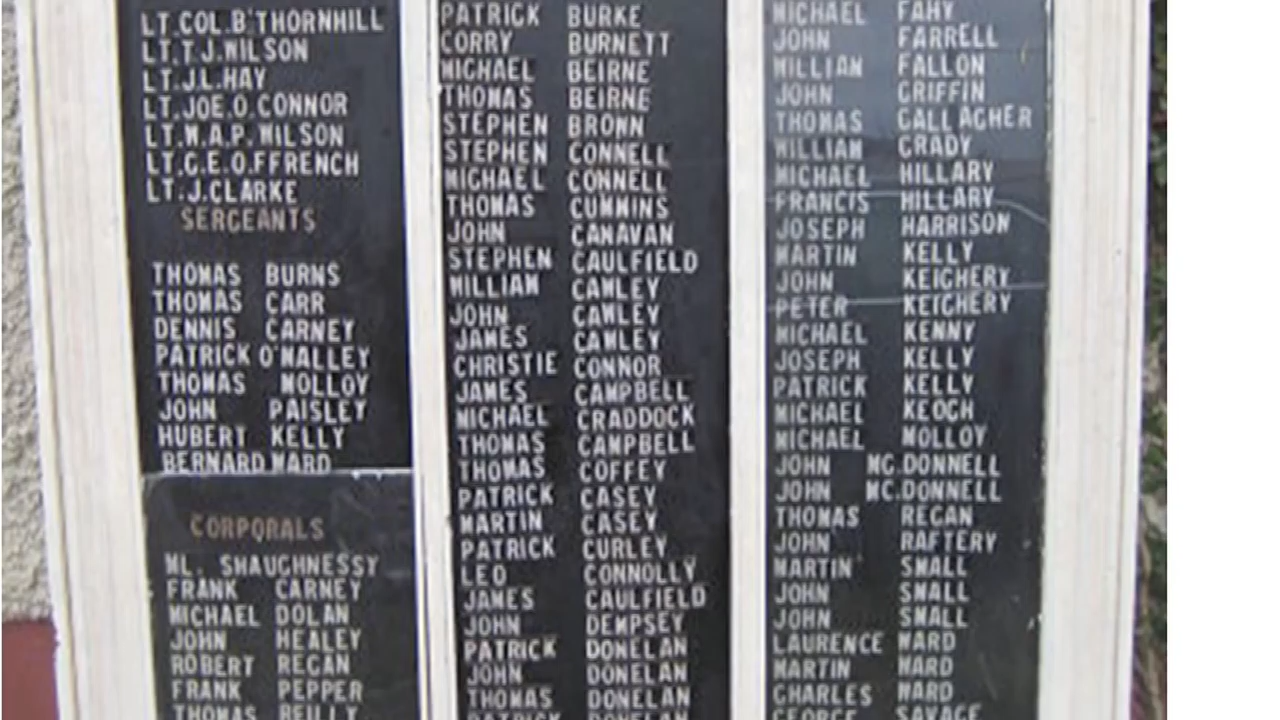 LT.COL.B'THORNHILL
LT.T.J.WILSON
LT.J.L.HAY
LT.JOE.O.CONNOR
LT.W.A.P.WILSON
LT.G.E.O.FFRENCH
LT.J.CLARKE
SERGEANTS
THOMAS BURNS
THOMAS CARR
DENNIS CARNEY
PATRICK O'MALLEY
THOMAS MOLLOY
JOHN PAISLEY
HUBERT KELLY
BERNARD WARD
CORPORALS
ML. SHAUGHNESSY
FRANK CARNEY
MICHAEL DOLAN
JOHN HEALEY
ROBERT REGAN
FRANK PEPPER
THOMAS REILLY
PATRICK BURKE
CORRY BURNETT
MICHAEL BEIRNE
THOMAS BEIRNE
STEPHEN BROWN
STEPHEN CONNELL
MICHAEL CONNELL
THOMAS CUMMINS
JOHN CANAVAN
STEPHEN CAULFIELD
WILLIAM CAWLEY
JOHN CAWLEY
JAMES CAWLEY
CHRISTIE CONNOR
JAMES CAMPBELL
MICHAEL CRADDOCK
THOMAS CAMPBELL
THOMAS COFFEY
PATRICK CASEY
MARTIN CASEY
PATRICK CURLEY
LEO CONNOLLY
JAMES CAULFIELD
JOHN DEMPSEY
PATRICK DONELAN
JOHN DONELAN
THOMAS DONELAN
PATRICK DONELAN
MICHAEL FAHY
JOHN FARRELL
WILLIAM FALLON
JOHN GRIFFIN
THOMAS GALLAGHER
WILLIAM GRADY
MICHAEL HILLARY
FRANCIS HILLARY
JOSEPH HARRISON
MARTIN KELLY
JOHN KEIGHERY
PETER KEIGHERY
MICHAEL KENNY
JOSEPH KELLY
PATRICK KELLY
MICHAEL KEOGH
MICHAEL MOLLOY
JOHN MC.DONNELL
JOHN MC.DONNELL
THOMAS REGAN
JOHN RAFTERY
MARTIN SMALL
JOHN SMALL
JOHN SMALL
LAURENCE WARD
MARTIN WARD
CHARLES WARD
GEORGE SAVAGE